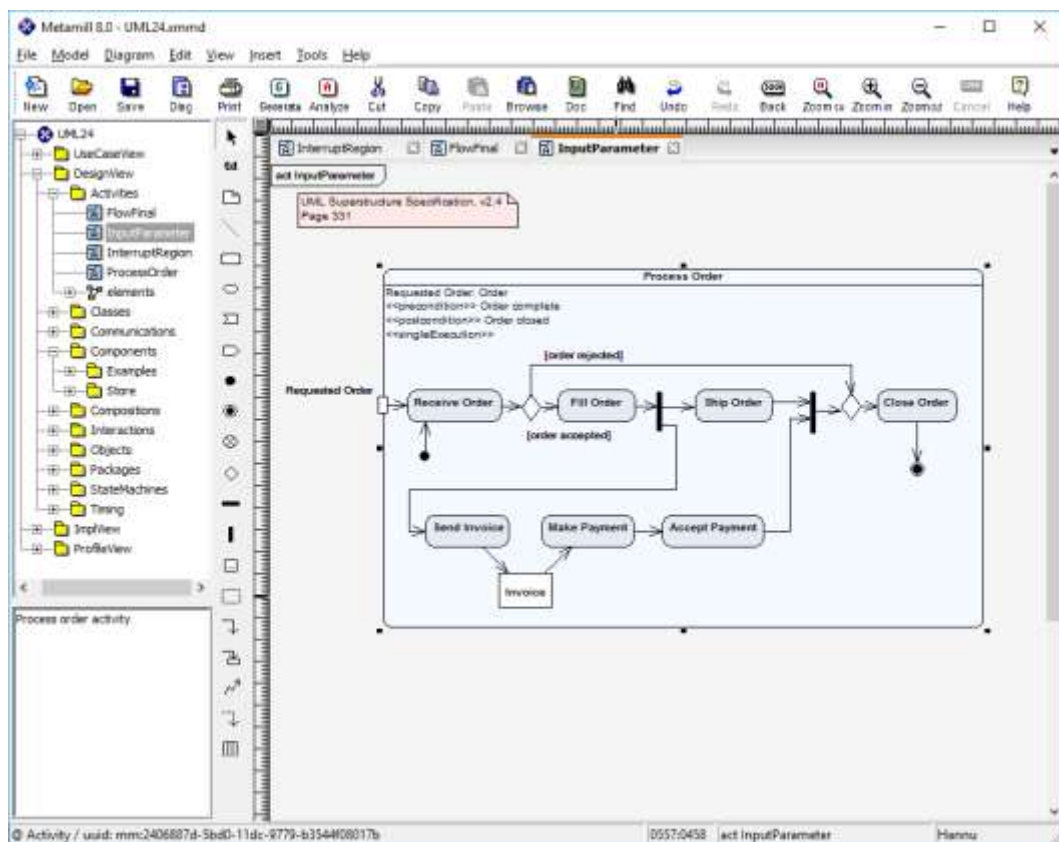 Metamill 8.0 - UML24.xmmd
File Model Diagram Edit View Insert Tools Help
New Open Save Diag Print Generate Analyze Cut Copy Paste Browse Doc Find Undo Redo Back Zoom in Zoomout Cancel Help
UML24
UseCaseView
DesignView
Activities
FlowFinal
InputParameter
InterruptRegion
ProcessOrder
elements
Classes
Communications
Components
Examples
Store
Compositions
Interactions
Objects
Packages
StateMachines
Timing
ImplView
ProfileView
Process order activity
txt
InterruptRegion FlowFinal InputParameter
act InputParameter
UML Superstructure Specification, v2.4
Page 331
Process Order
Requested Order: Order
<<precondition>> Order complete
<<postcondition>> Order closed
<<singleExecution>>
[order rejected]
Requested Order
Receive Order Fill Order Ship Order Close Order
[order accepted]
Send Invoice Make Payment Accept Payment
Invoice
@ Activity / uuid: mmc2406887d-5bd0-11dc-9779-b3544f08017b 0557:0458 act InputParameter Hannu